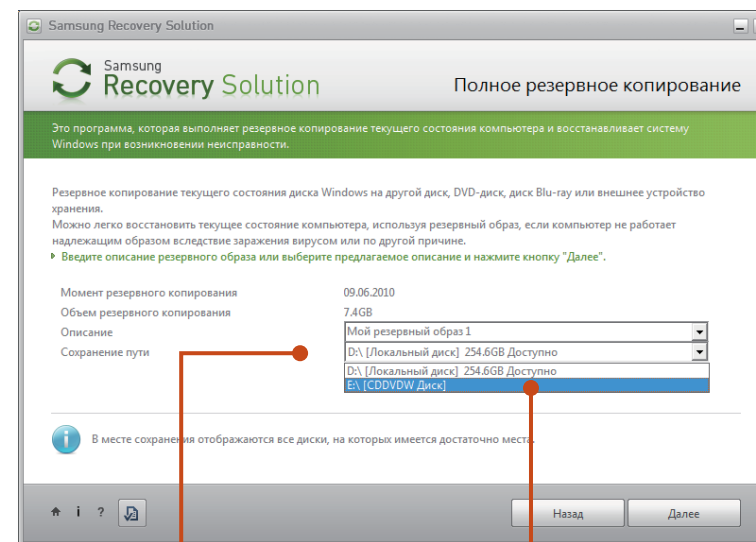 Samsung Recovery Solution
Samsung
Recovery Solution
Полное резервное копирование
Это программа, которая выполняет резервное копирование текущего состояния компьютера и восстанавливает систему
Windows при возникновении неисправности.
Резервное копирование текущего состояния диска Windows на другой диск, DVD-диск, диск Blu-ray или внешнее устройство
хранения.
Можно легко восстановить текущее состояние компьютера, используя резервный образ, если компьютер не работает
надлежащим образом вследствие заражения вирусом или по другой причине.
Введите описание резервного образа или выберите предлагаемое описание и нажмите кнопку "Далее".
Момент резервного копирования 09.06.2010
Объем резервного копирования 7.4GB
Описание Мой резервный образ 1
Сохранение пути D:\ [Локальный диск] 254.6GB Доступно
D:\ [Локальный диск] 254.6GB Доступно
E:\ [CDDVDW Диск]
В месте сохранения отображаются все диски, на которых имеется достаточно места.
i ? Назад Далее